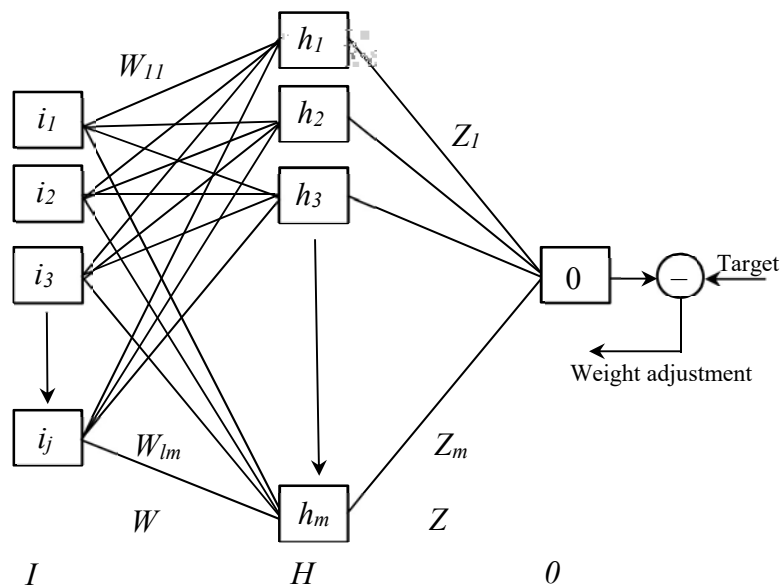 h1
W11
i1
h2
Z1
i2
h3
i3
0
–
Target
Weight adjustment
ij
Wlm
Zm
W
hm
Z
I
H
0